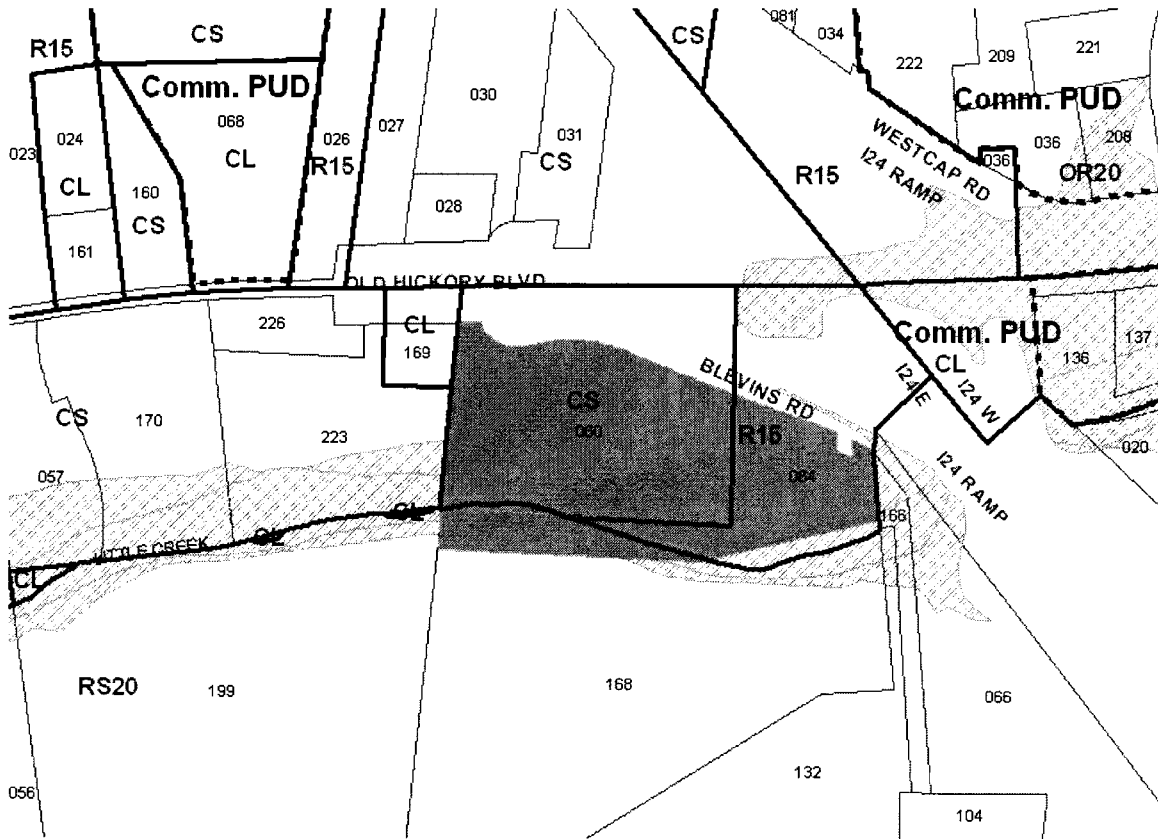 081
CS
CS
034
R15
222
209
221
Comm. PUD
030
Comm. PUD
068
024
026
027
031
036
208
023
CL
R15
CS
WESTCAP RD
036
OR20
CL
160
R15
I24 RAMP
CS
028
161
OLD HICKORY BLVD
226
CL
169
Comm. PUD
136
137
CL
BLEVINS RD
I24 E
I24 W
CS
CS
170
223
R15
020
057
084
I24 RAMP
CL
168
CL
LITTLE CREEK
CL
RS20
199
168
066
132
056
104